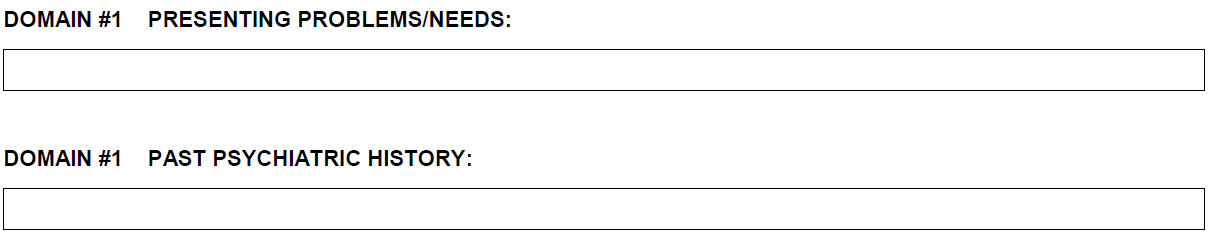 DOMAIN #1 PRESENTING PROBLEMS/NEEDS:
DOMAIN #1 PAST PSYCHIATRIC HISTORY: